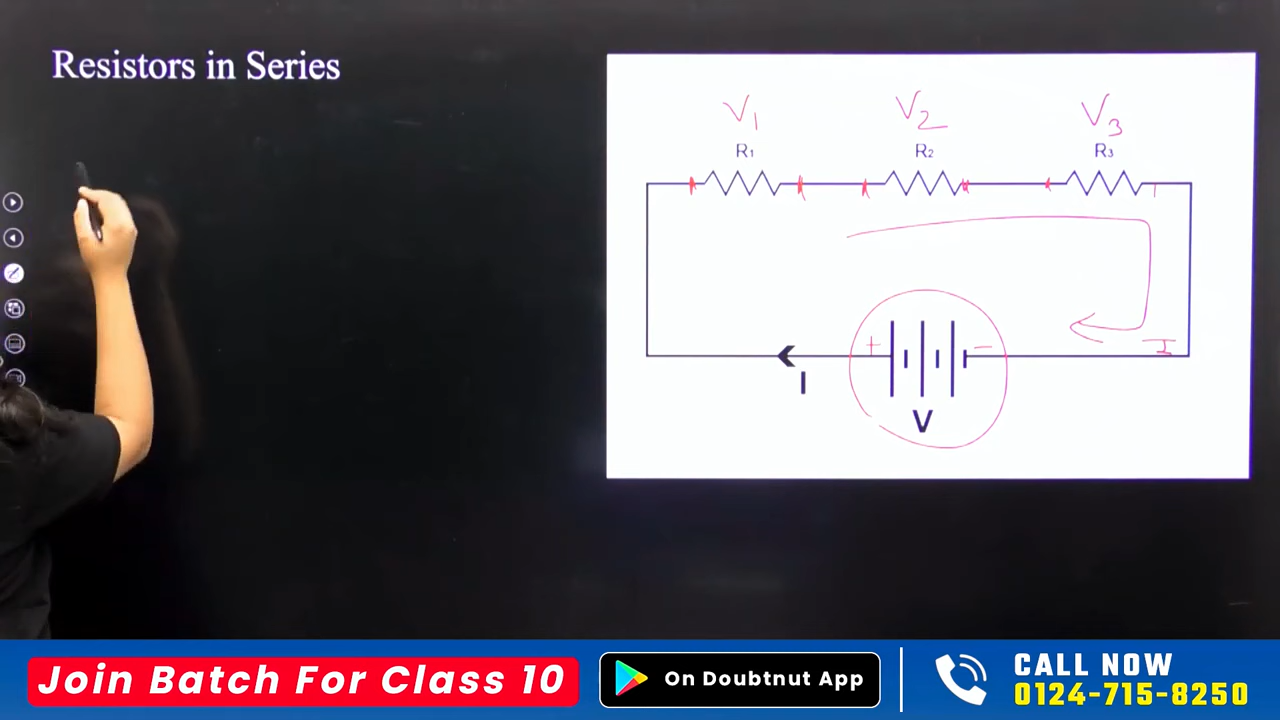 Resistors in Series
V1 V2 V3
R1 R2 R3
+ −
I
I
V
Join Batch For Class 10
On Doubtnut App
CALL NOW
0124-715-8250